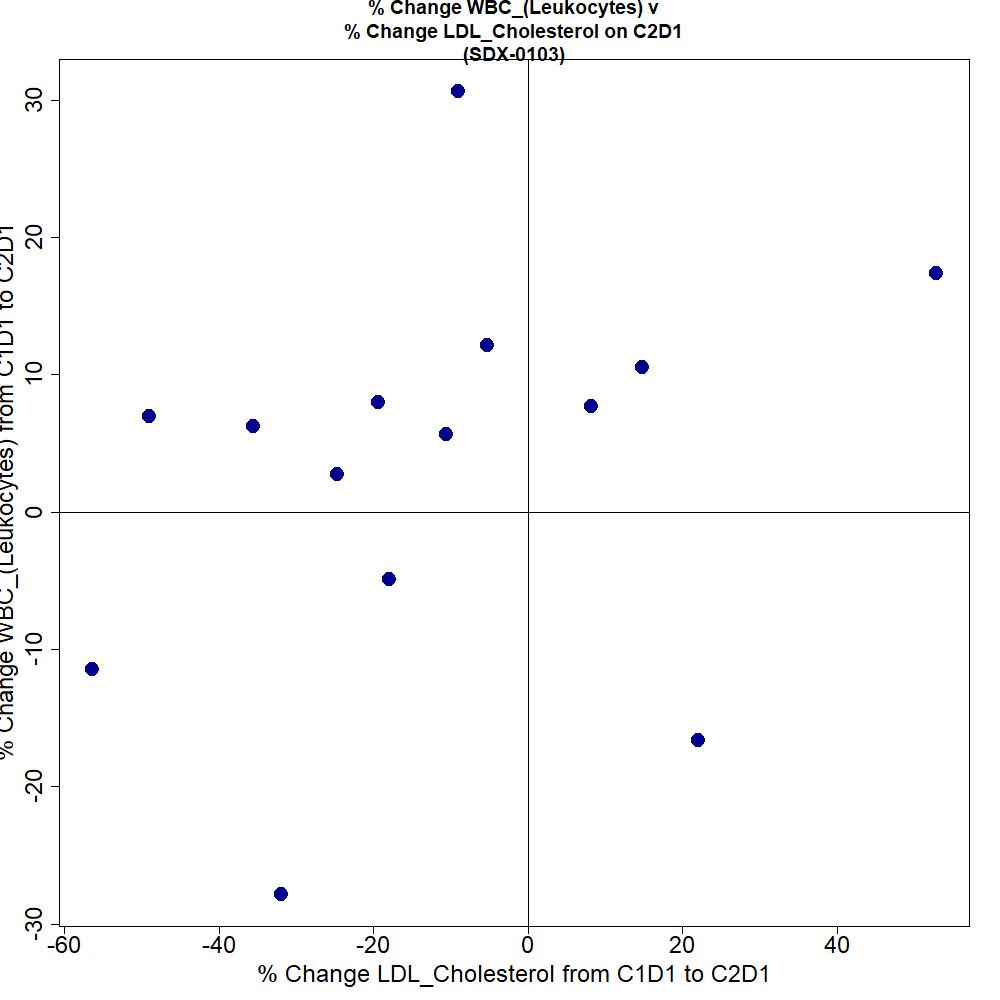 % Change WBC_(Leukocytes) v
% Change LDL_Cholesterol on C2D1
(SDX-0103)
% Change WBC_(Leukocytes) from C1D1 to C2D1
30
20
10
0
-10
-20
-30
-60
-40
-20
0
20
40
% Change LDL_Cholesterol from C1D1 to C2D1